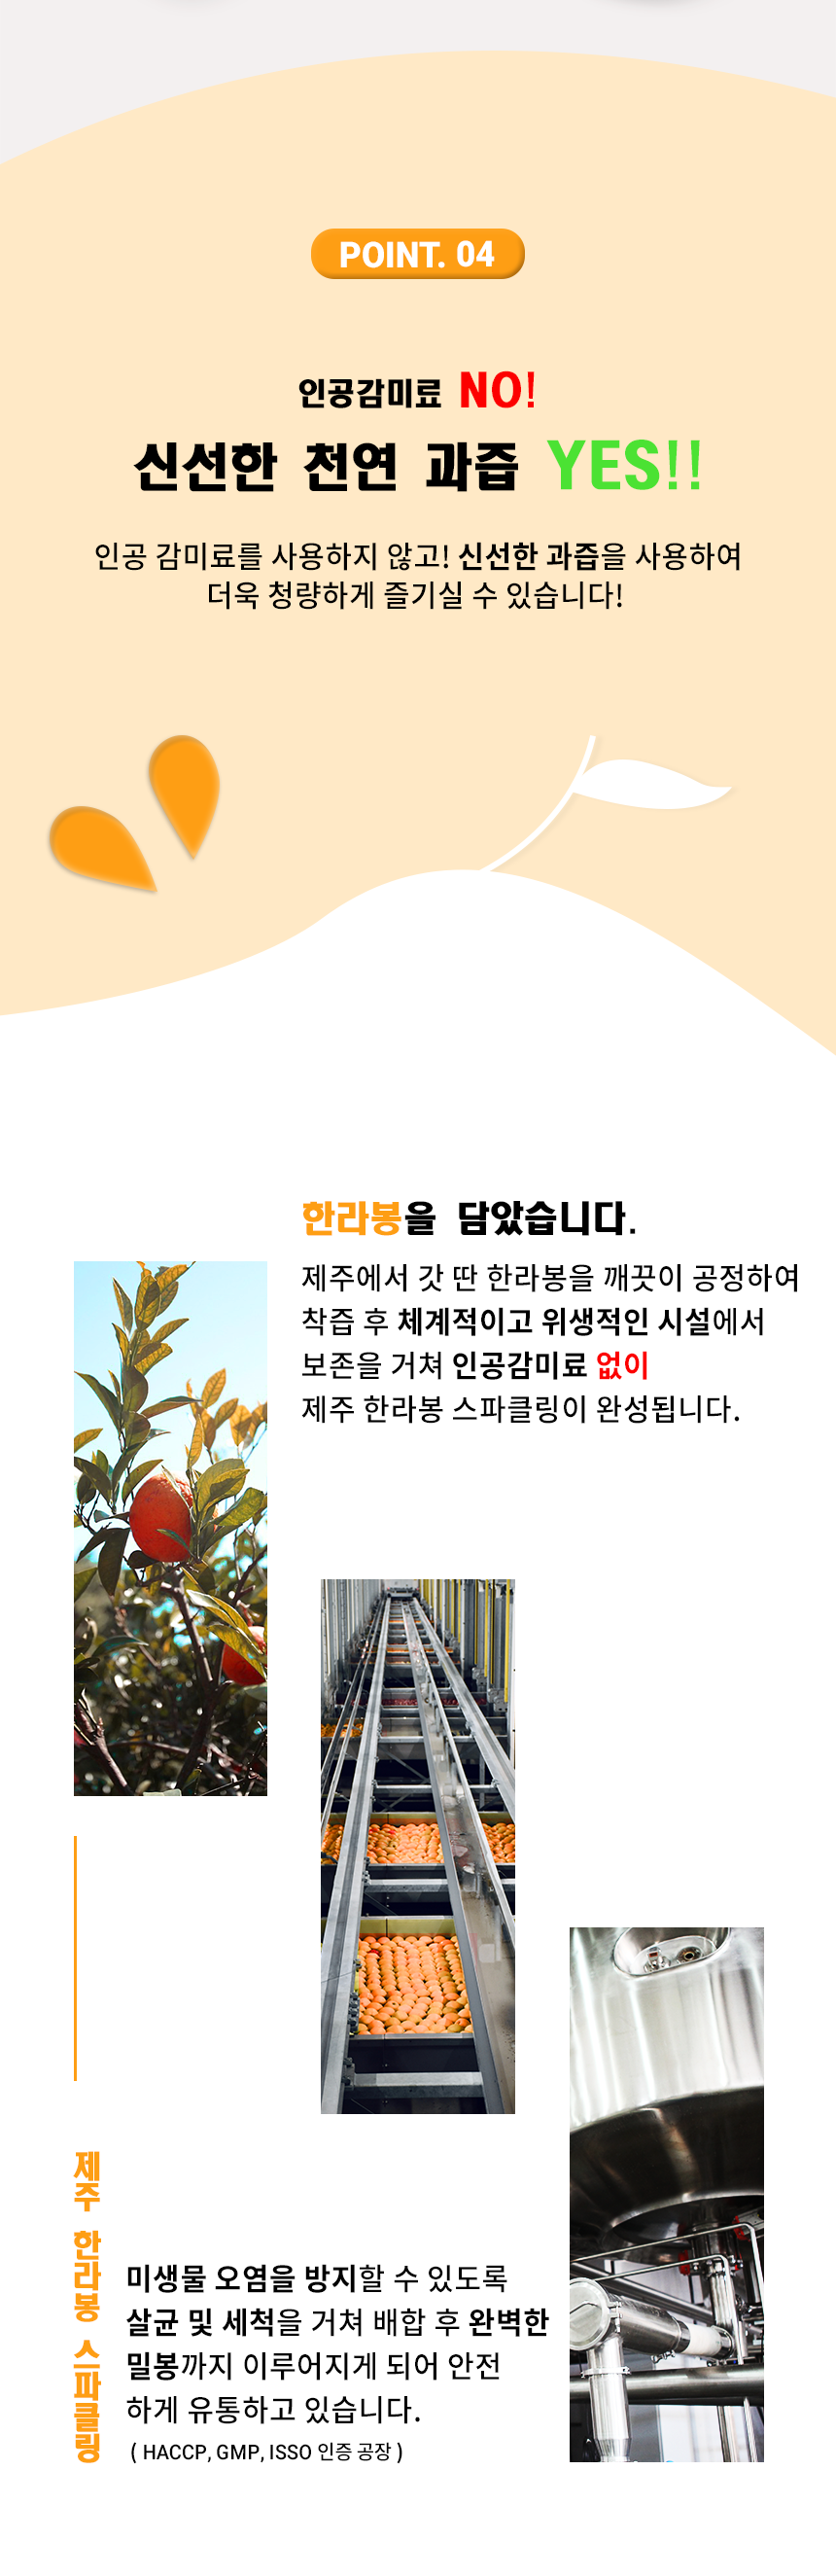 POINT. 04
인공감미료 NO!
신선한 천연 과즙 YES!!
인공 감미료를 사용하지 않고! 신선한 과즙을 사용하여
더욱 청량하게 즐기실 수 있습니다!
한라봉을 담았습니다.
제주에서 갓 딴 한라봉을 깨끗이 공정하여
착즙 후 체계적이고 위생적인 시설에서
보존을 거쳐 인공감미료 없이
제주 한라봉 스파클링이 완성됩니다.
제주 한라봉 스파클링
미생물 오염을 방지할 수 있도록
살균 및 세척을 거쳐 배합 후 완벽한
밀봉까지 이루어지게 되어 안전
하게 유통하고 있습니다.
( HACCP, GMP, ISSO 인증 공장 )